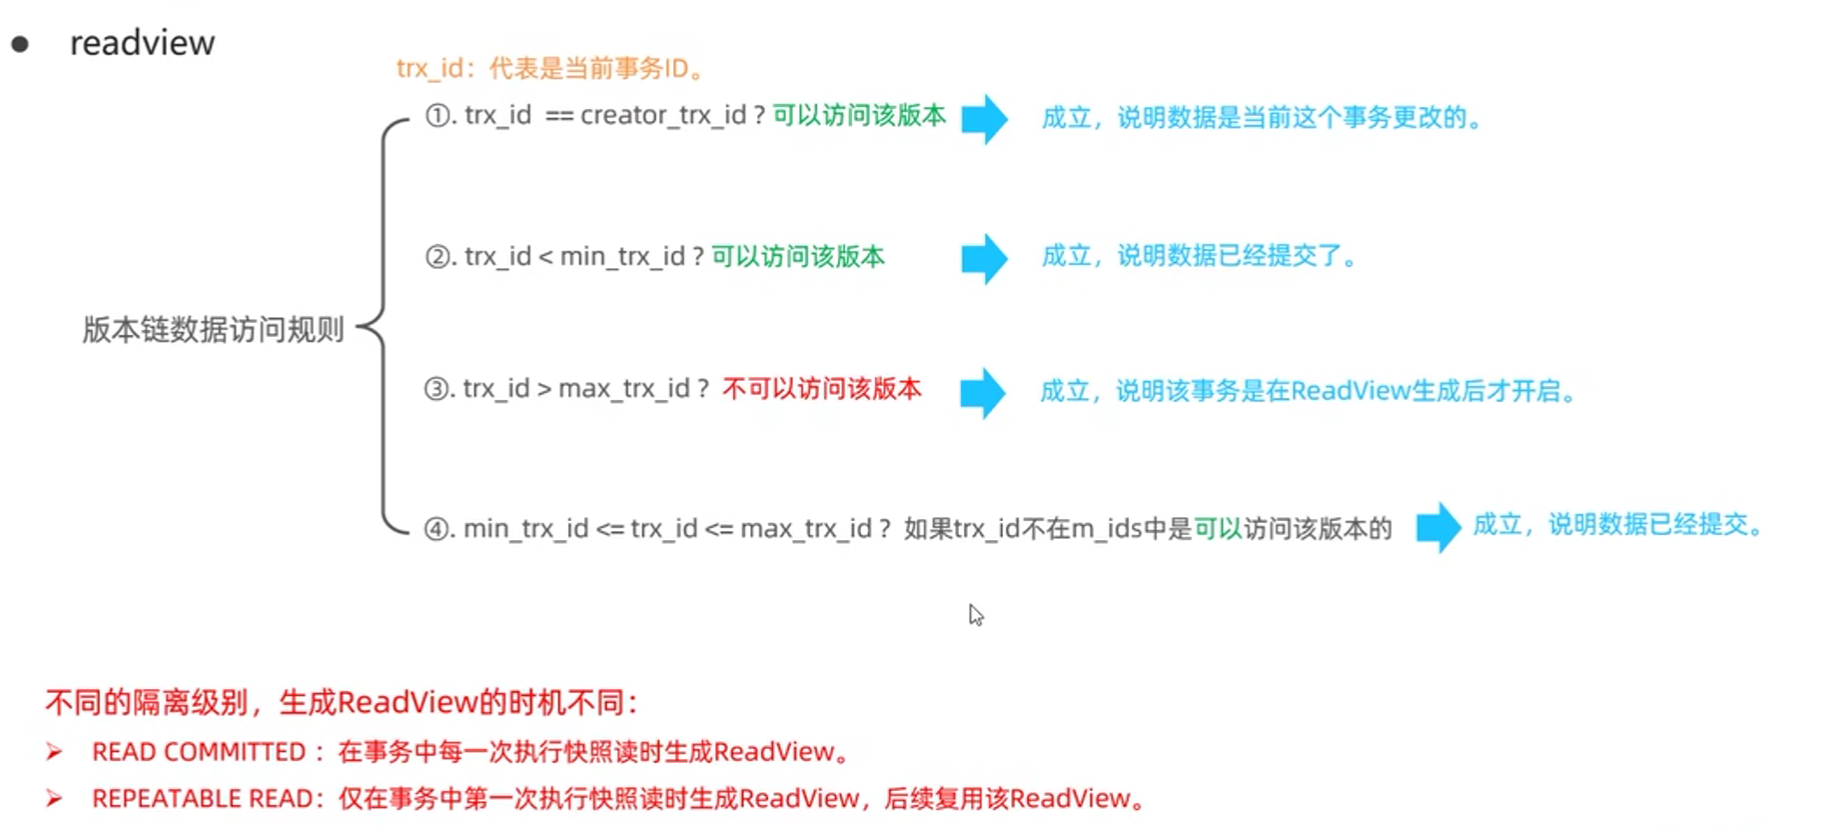 ● readview
trx_id：代表是当前事务ID。
①. trx_id == creator_trx_id ? 可以访问该版本 成立，说明数据是当前这个事务更改的。
②. trx_id < min_trx_id ? 可以访问该版本 成立，说明数据已经提交了。
版本链数据访问规则
③. trx_id > max_trx_id ? 不可以访问该版本 成立，说明该事务是在ReadView生成后才开启。
④. min_trx_id <= trx_id <= max_trx_id ? 如果trx_id不在m_ids中是可以访问该版本的 成立，说明数据已经提交。
不同的隔离级别，生成ReadView的时机不同：
➢ READ COMMITTED ：在事务中每一次执行快照读时生成ReadView。
➢ REPEATABLE READ：仅在事务中第一次执行快照读时生成ReadView，后续复用该ReadView。